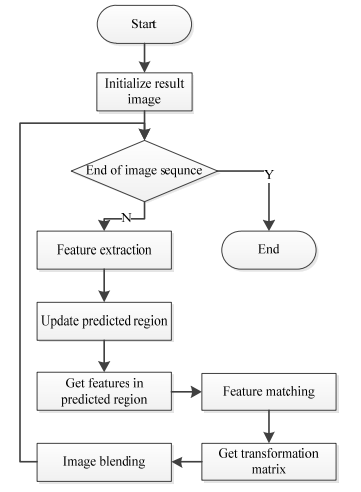 Start
Initialize result
image
End of image sequnce
Y
N
End
Feature extraction
Update predicted region
Get features in
predicted region
Feature matching
Get transformation
matrix
Image blending